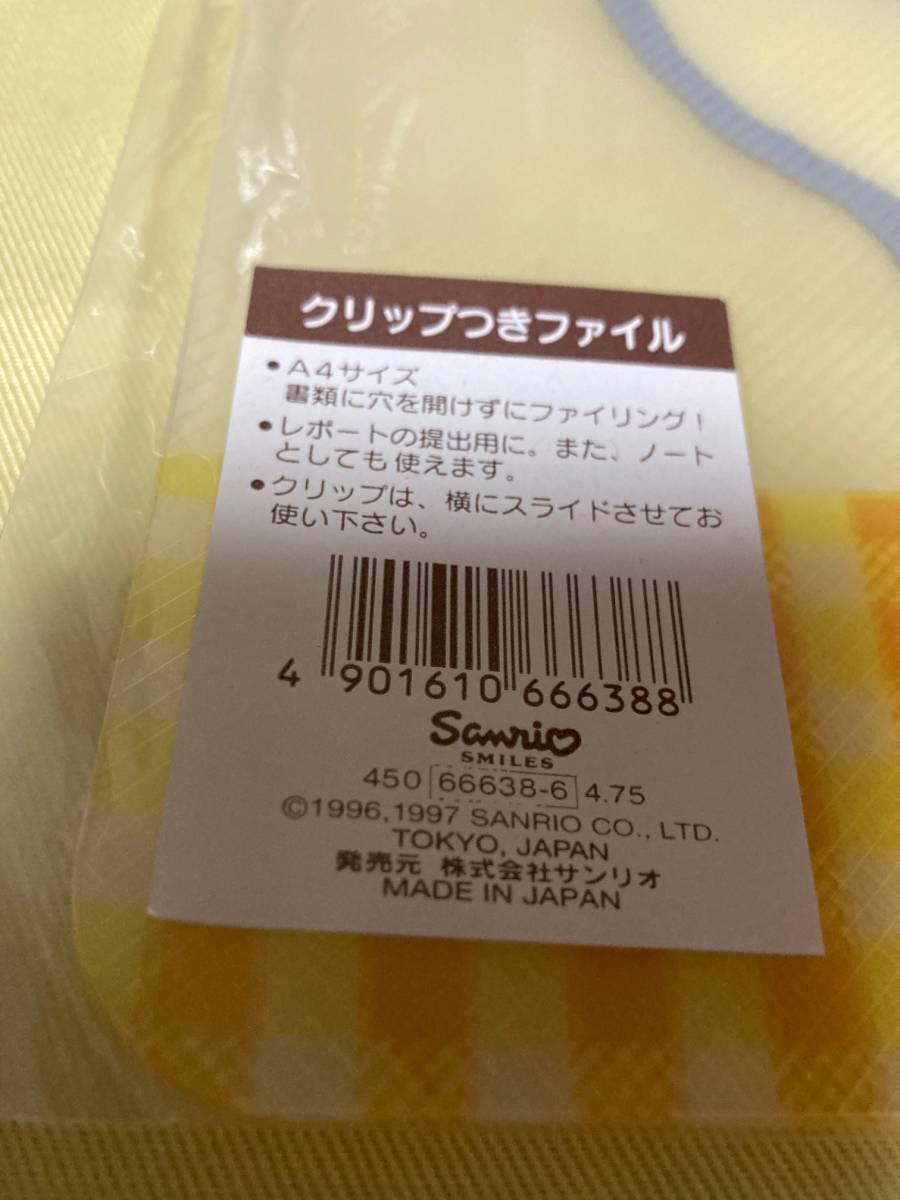 クリップつきファイル
•A4サイズ
書類に穴を開けずにファイリング！
•レポートの提出用に。また、ノート
としても使えます。
•クリップは、横にスライドさせてお
使い下さい。
4 901610 666388
Sanrio
SMILES
450 66638-6 4.75
©1996,1997 SANRIO CO., LTD.
TOKYO, JAPAN
発売元 株式会社サンリオ
MADE IN JAPAN